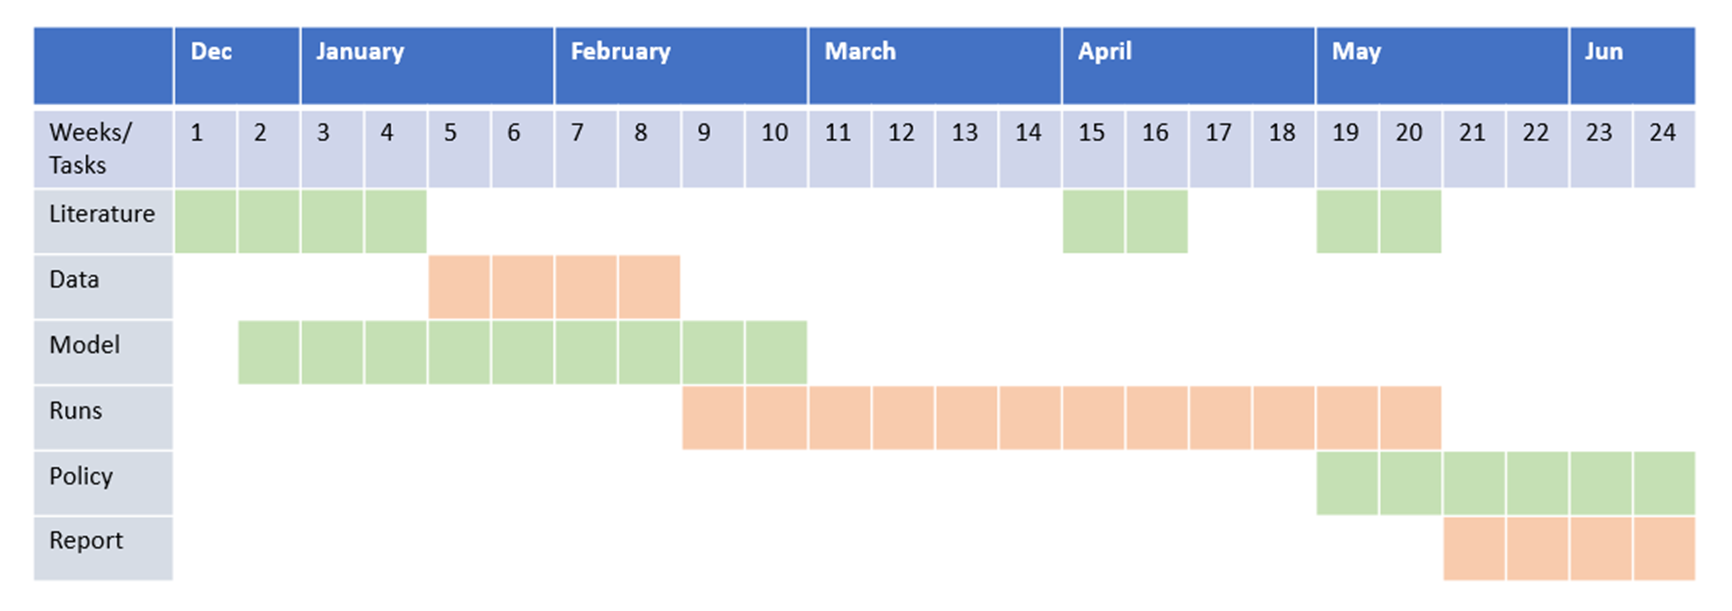 Dec January February March April May Jun
Weeks/ 1 2 3 4 5 6 7 8 9 10 11 12 13 14 15 16 17 18 19 20 21 22 23 24
Tasks
Literature
Data
Model
Runs
Policy
Report